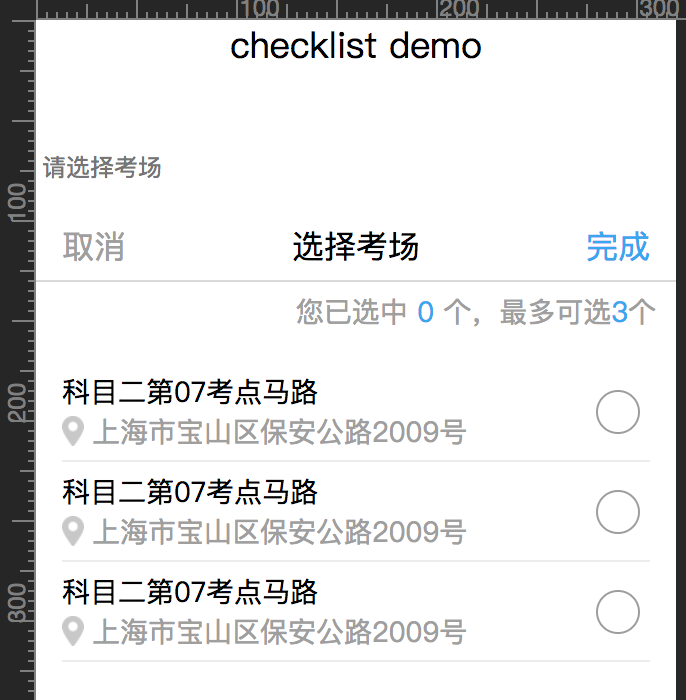 100 200 300
checklist demo
请选择考场
100
取消 选择考场 完成
您已选中 0 个，最多可选3个
科目二第07考点马路
200
上海市宝山区保安公路2009号
科目二第07考点马路
上海市宝山区保安公路2009号
科目二第07考点马路
300
上海市宝山区保安公路2009号